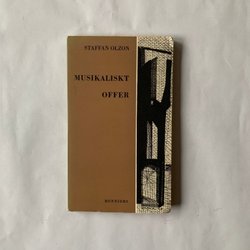 STAFFAN OLZON
MUSIKALISKT
OFFER
BONNIERS